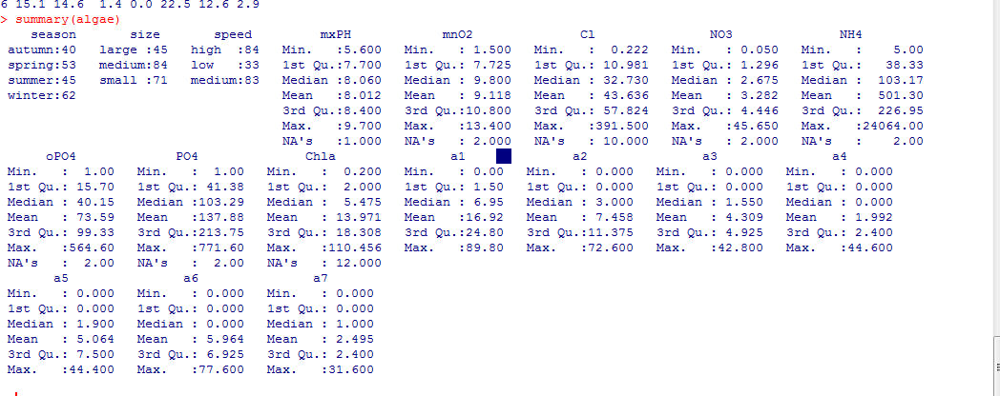 6 15.1 14.6  1.4 0.0 22.5 12.6 2.9
> summary(algae)
   season       size       speed         mxPH            mnO2              Cl               NO3              NH4
autumn:40   large :45   high  :84   Min.   :5.600   Min.   : 1.500   Min.   :  0.222   Min.   : 0.050   Min.   :    5.00
spring:53   medium:84   low   :33   1st Qu.:7.700   1st Qu.: 7.725   1st Qu.: 10.981   1st Qu.: 1.296   1st Qu.:   38.33
summer:45   small :71   medium:83   Median :8.060   Median : 9.800   Median : 32.730   Median : 2.675   Median :  103.17
winter:62                           Mean   :8.012   Mean   : 9.118   Mean   : 43.636   Mean   : 3.282   Mean   :  501.30
                                    3rd Qu.:8.400   3rd Qu.:10.800   3rd Qu.: 57.824   3rd Qu.: 4.446   3rd Qu.:  226.95
                                    Max.   :9.700   Max.   :13.400   Max.   :391.500   Max.   :45.650   Max.   :24064.00
                                    NA's   :1.000   NA's   : 2.000   NA's   : 10.000   NA's   : 2.000   NA's   :    2.00
     oPO4             PO4              Chla               a1              a2               a3               a4
Min.   :  1.00   Min.   :  1.00   Min.   :  0.200   Min.   : 0.00   Min.   : 0.000   Min.   : 0.000   Min.   : 0.000
1st Qu.: 15.70   1st Qu.: 41.38   1st Qu.:  2.000   1st Qu.: 1.50   1st Qu.: 0.000   1st Qu.: 0.000   1st Qu.: 0.000
Median : 40.15   Median :103.29   Median :  5.475   Median : 6.95   Median : 3.000   Median : 1.550   Median : 0.000
Mean   : 73.59   Mean   :137.88   Mean   : 13.971   Mean   :16.92   Mean   : 7.458   Mean   : 4.309   Mean   : 1.992
3rd Qu.: 99.33   3rd Qu.:213.75   3rd Qu.: 18.308   3rd Qu.:24.80   3rd Qu.:11.375   3rd Qu.: 4.925   3rd Qu.: 2.400
Max.   :564.60   Max.   :771.60   Max.   :110.456   Max.   :89.80   Max.   :72.600   Max.   :42.800   Max.   :44.600
NA's   :  2.00   NA's   :  2.00   NA's   : 12.000
      a5               a6               a7
Min.   : 0.000   Min.   : 0.000   Min.   : 0.000
1st Qu.: 0.000   1st Qu.: 0.000   1st Qu.: 0.000
Median : 1.900   Median : 0.000   Median : 1.000
Mean   : 5.064   Mean   : 5.964   Mean   : 2.495
3rd Qu.: 7.500   3rd Qu.: 6.925   3rd Qu.: 2.400
Max.   :44.400   Max.   :77.600   Max.   :31.600